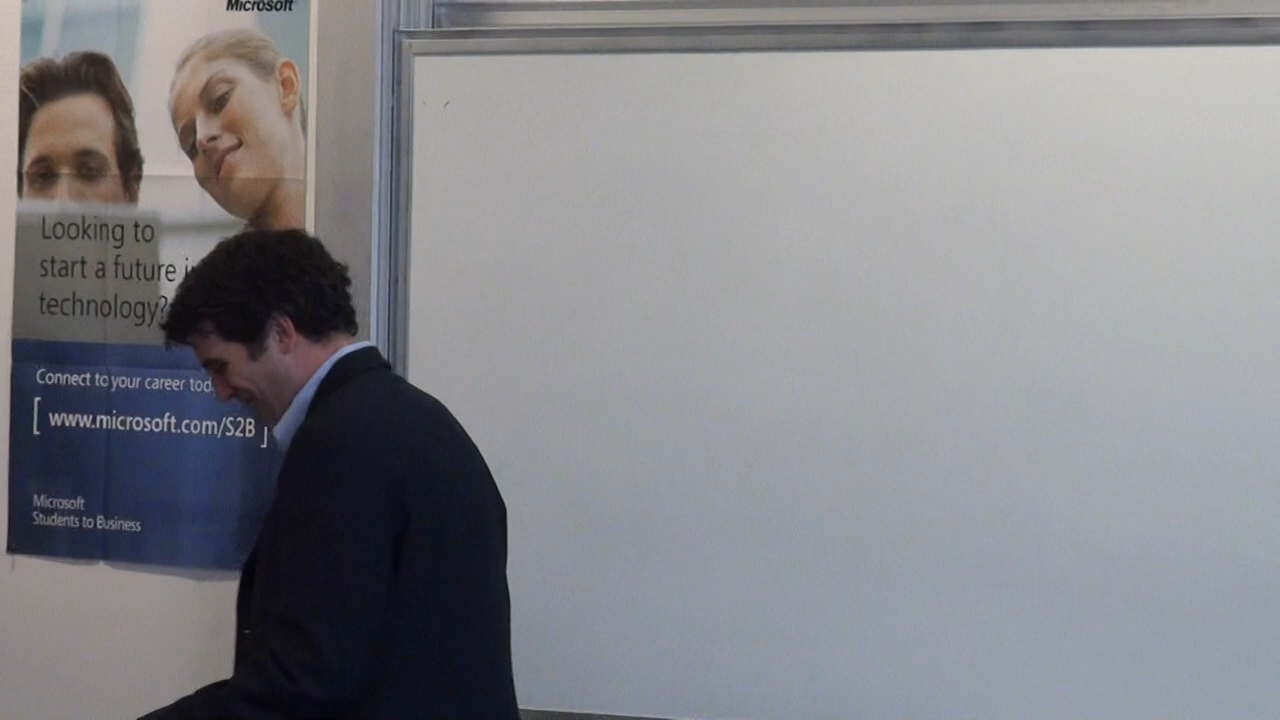 Microsoft
Looking to
start a future
technology?
Connect to your career
[ www.microsoft.com/S2B ]
Microsoft
Students to Business